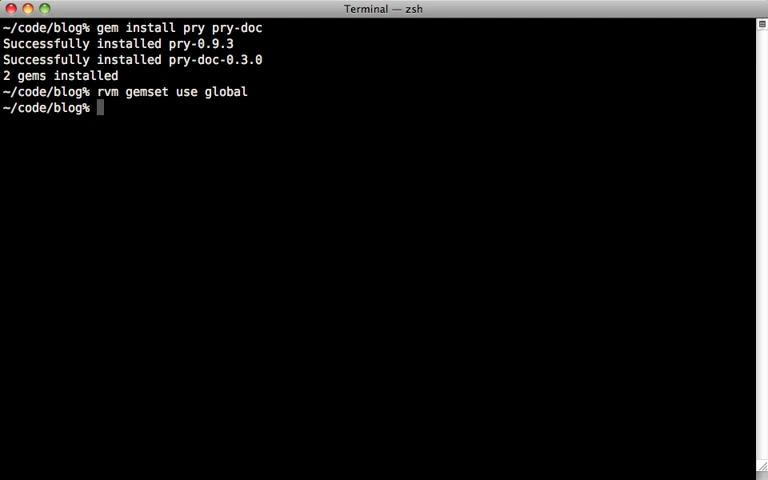 Terminal — zsh
~/code/blog% gem install pry pry-doc
Successfully installed pry-0.9.3
Successfully installed pry-doc-0.3.0
2 gems installed
~/code/blog% rvm gemset use global
~/code/blog%